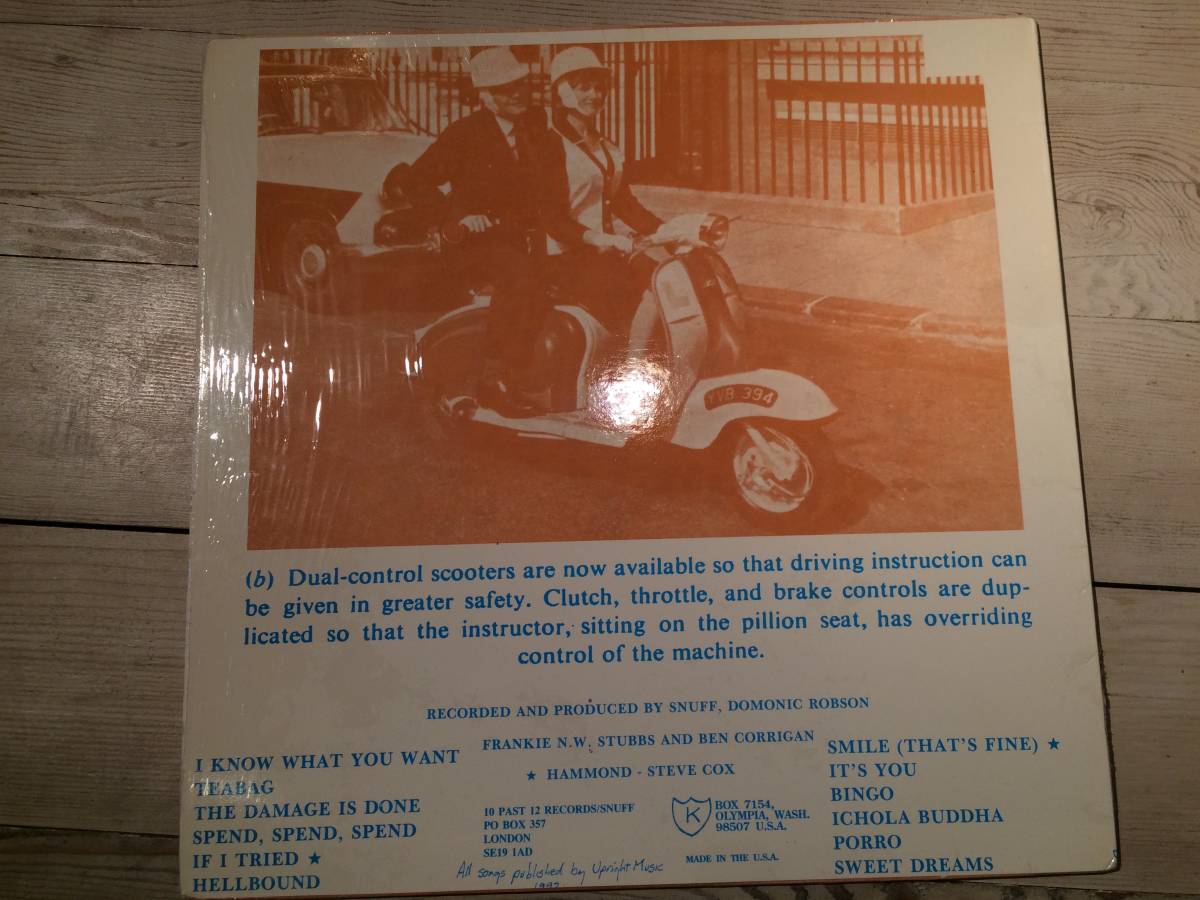 L
YVB 394
(b) Dual-control scooters are now available so that driving instruction can
be given in greater safety. Clutch, throttle, and brake controls are dup-
licated so that the instructor, sitting on the pillion seat, has overriding
control of the machine.
RECORDED AND PRODUCED BY SNUFF, DOMONIC ROBSON
FRANKIE N.W. STUBBS AND BEN CORRIGAN
★ HAMMOND - STEVE COX
I KNOW WHAT YOU WANT
TEABAG
THE DAMAGE IS DONE
SPEND, SPEND, SPEND
IF I TRIED ★
HELLBOUND
10 PAST 12 RECORDS/SNUFF
PO BOX 357
LONDON
SE19 1AD
K
BOX 7154,
OLYMPIA, WASH.
98507 U.S.A.
MADE IN THE U.S.A.
All songs published by Upright Music
1992
SMILE (THAT'S FINE) ★
IT'S YOU
BINGO
ICHOLA BUDDHA
PORRO
SWEET DREAMS